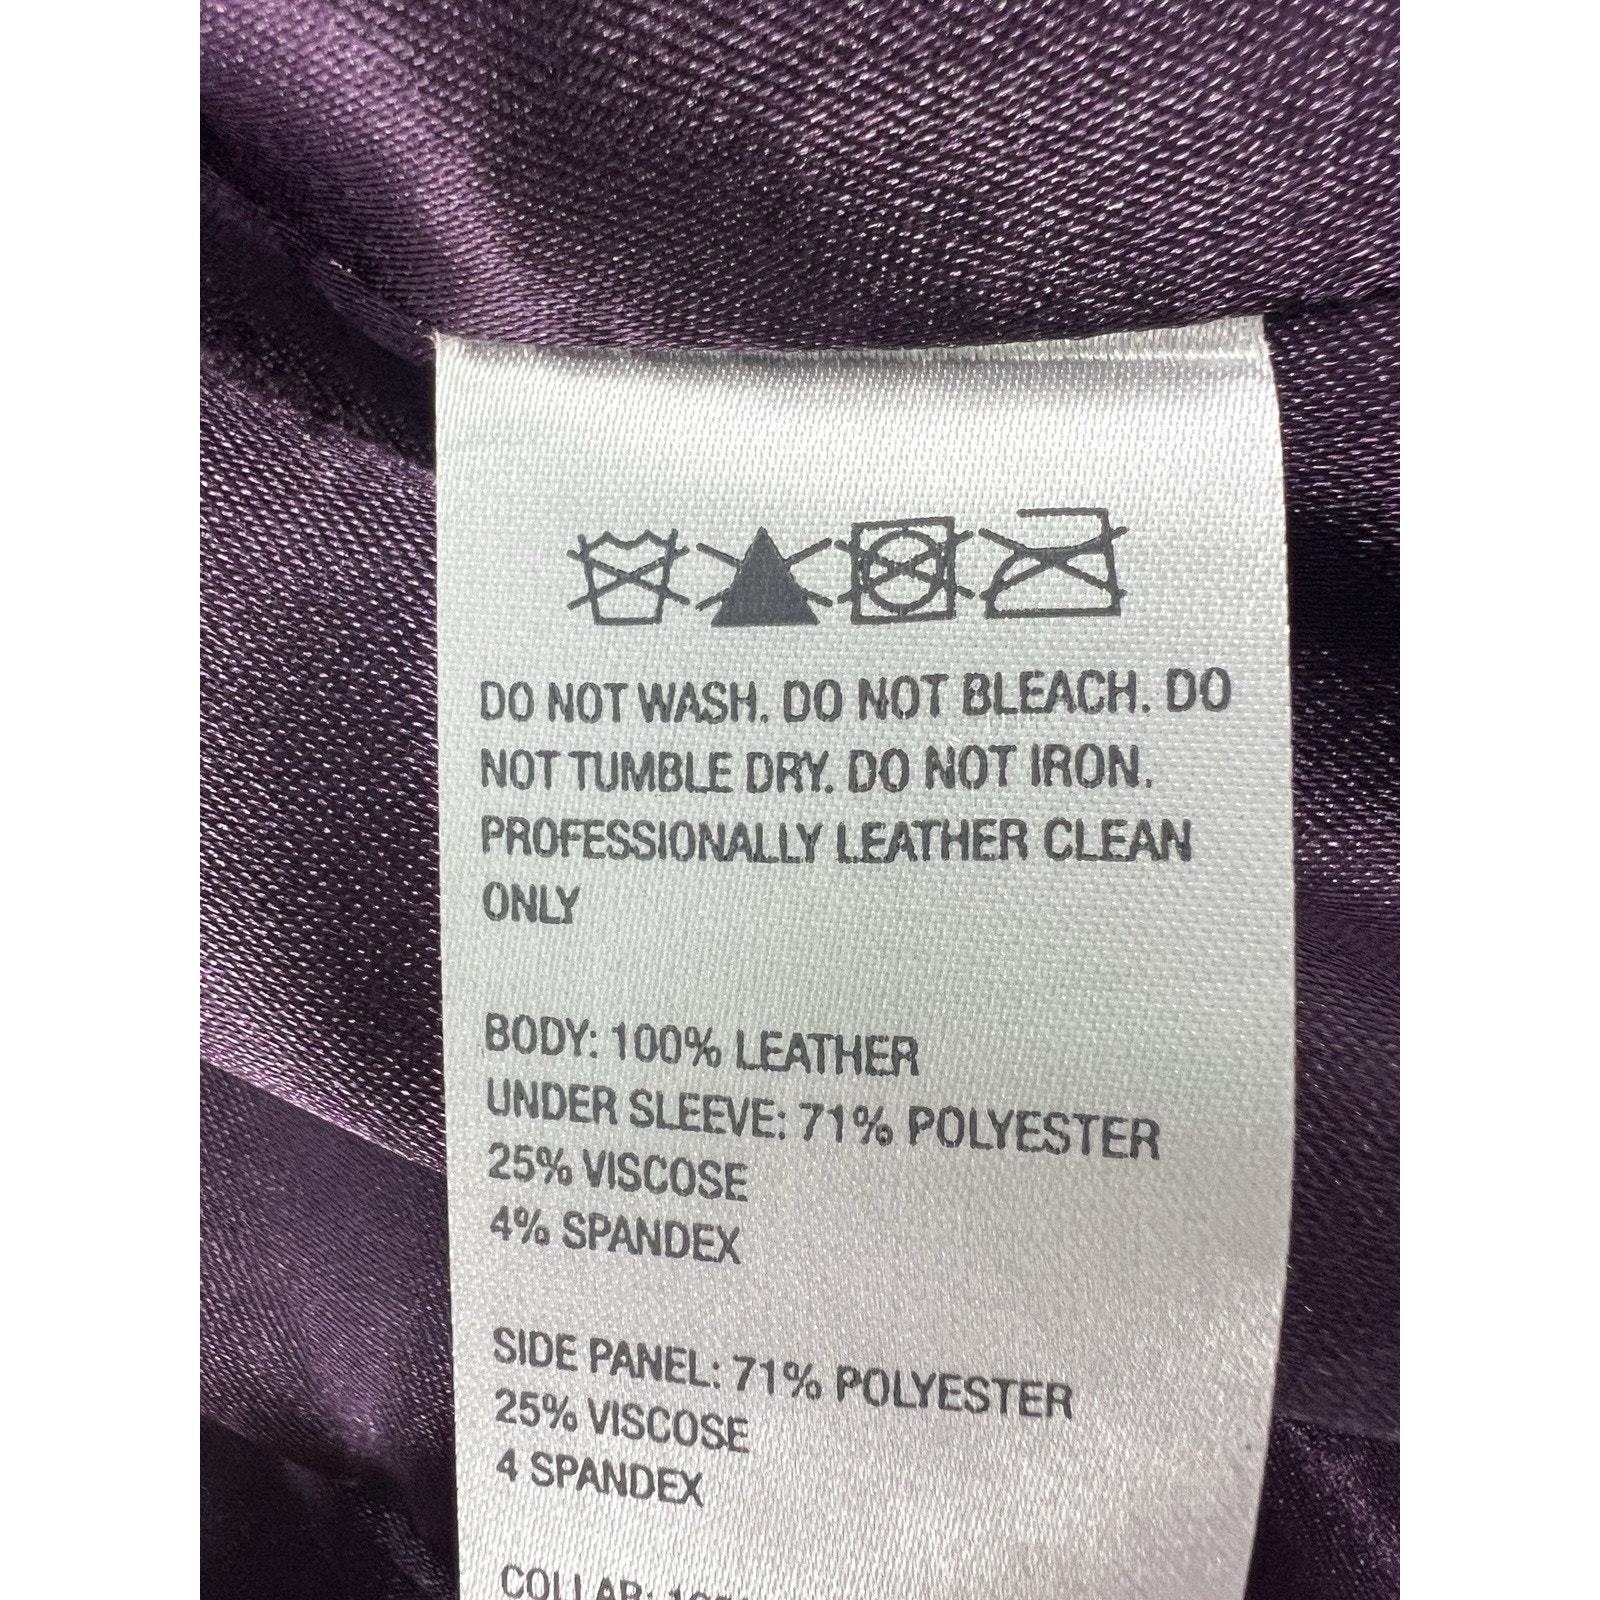 DO NOT WASH. DO NOT BLEACH. DO
NOT TUMBLE DRY. DO NOT IRON.
PROFESSIONALLY LEATHER CLEAN
ONLY
BODY: 100% LEATHER
UNDER SLEEVE: 71% POLYESTER
25% VISCOSE
4% SPANDEX
SIDE PANEL: 71% POLYESTER
25% VISCOSE
4 SPANDEX
COLLAR: